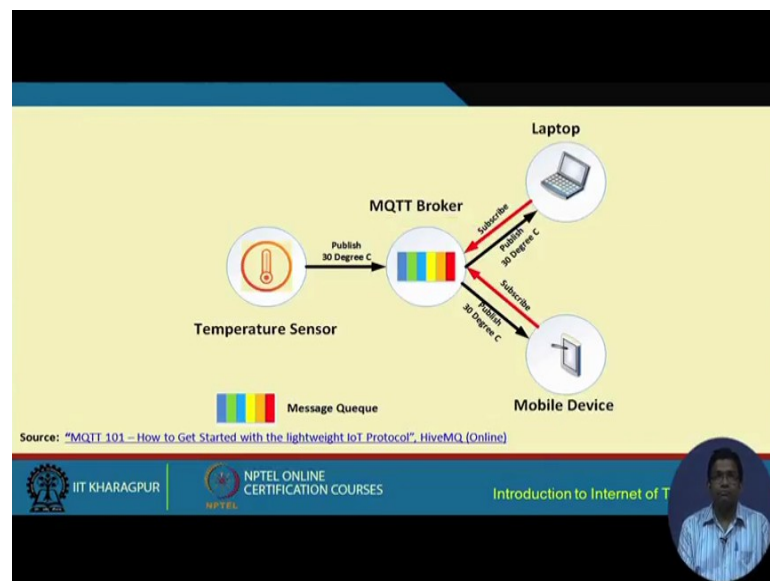 Laptop
MQTT Broker
Subscribe
Publish
30 Degree C
Publish
30 Degree C
Subscribe
Publish
30 Degree C
Temperature Sensor
Mobile Device
Message Queque
Source: "MQTT 101 – How to Get Started with the lightweight IoT Protocol", HiveMQ (Online)
IIT KHARAGPUR
NPTEL ONLINE
CERTIFICATION COURSES
NPTEL
Introduction to Internet of T